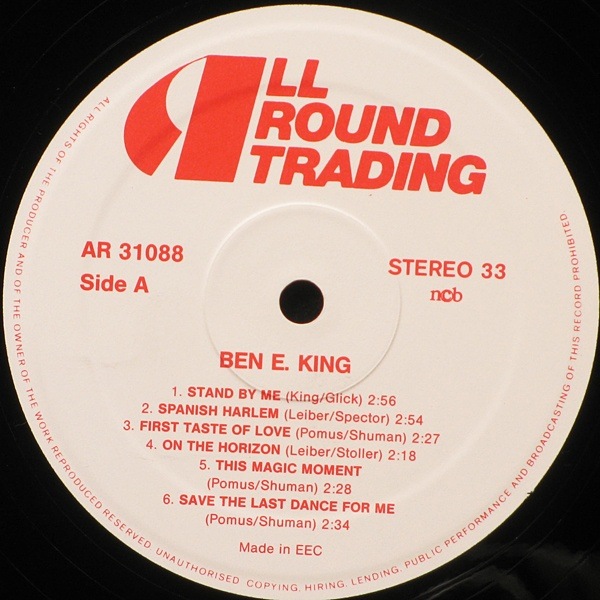 ALL
ROUND
TRADING
AR 31088
Side A
STEREO 33
ncb
BEN E. KING
1. STAND BY ME (King/Glick) 2:56
2. SPANISH HARLEM (Leiber/Spector) 2:54
3. FIRST TASTE OF LOVE (Pomus/Shuman) 2:27
4. ON THE HORIZON (Leiber/Stoller) 2:18
5. THIS MAGIC MOMENT
(Pomus/Shuman) 2:28
6. SAVE THE LAST DANCE FOR ME
(Pomus/Shuman) 2:34
Made in EEC
ALL RIGHTS OF THE PRODUCER AND OF THE OWNER OF THE WORK REPRODUCED RESERVED. UNAUTHORISED. COPYING. HIRING. LENDING. PUBLIC PERFORMANCE AND BROADCASTING OF THIS RECORD PROHIBITED.